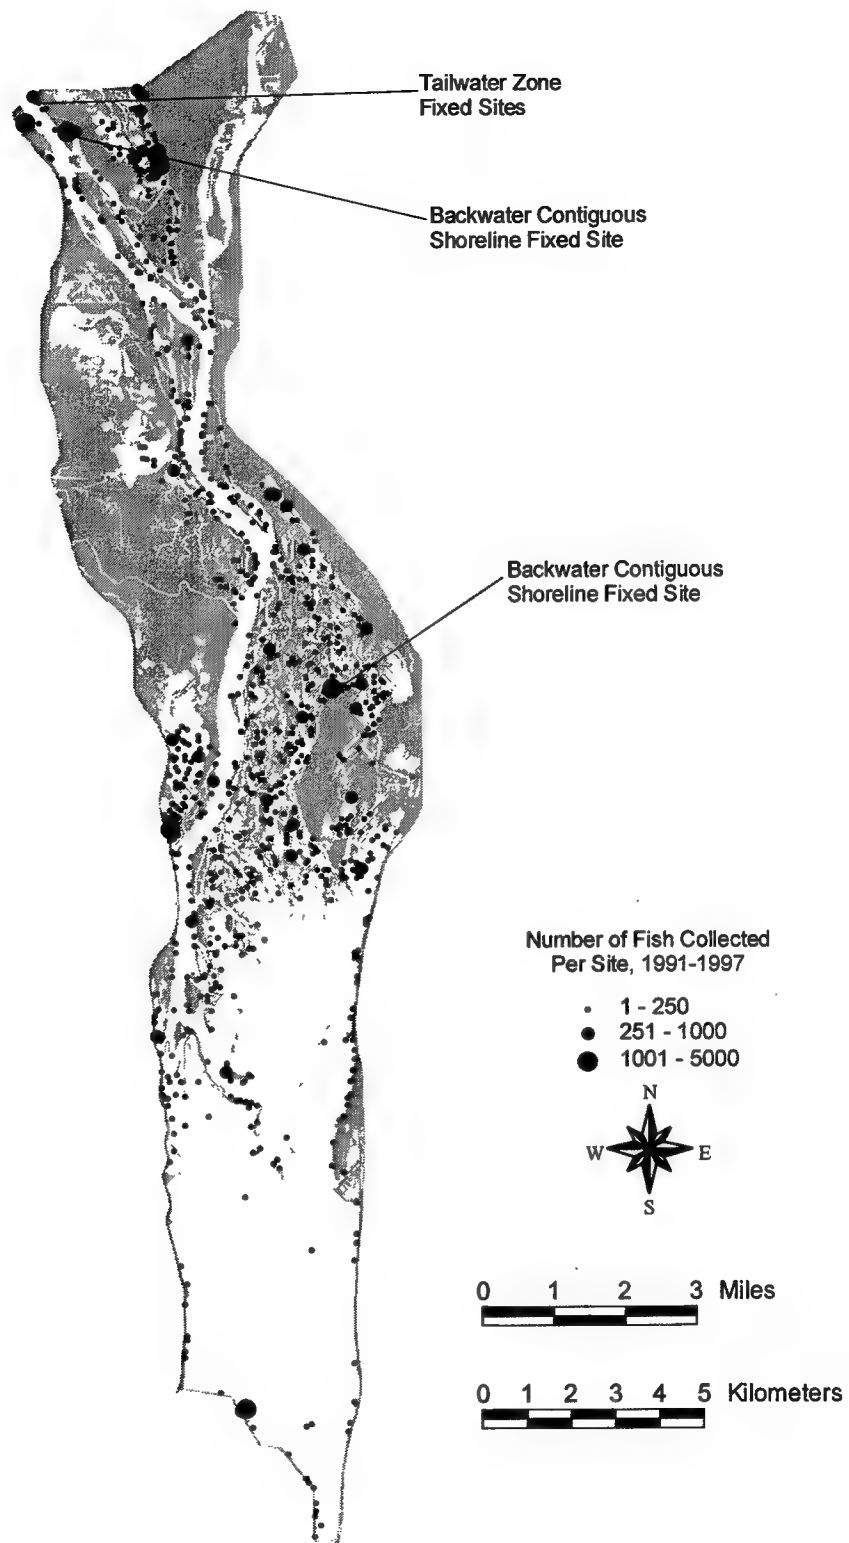 Tailwater Zone
Fixed Sites
Backwater Contiguous
Shoreline Fixed Site
Backwater Contiguous
Shoreline Fixed Site
Number of Fish Collected
Per Site, 1991-1997
1 - 250
251 - 1000
1001 - 5000
N
W E
S
0 1 2 3 Miles
0 1 2 3 4 5 Kilometers